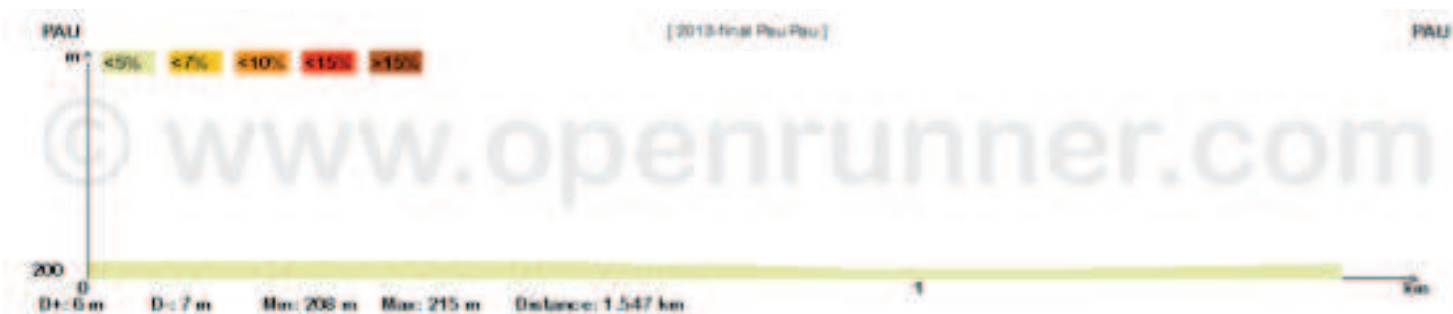 PAU [ 2013-final Pau Pau ] PAU
m <5% <7% <10% <15% >15%
© www.openrunner.com
200
0 1 Km
D+: 6 m D-: 7 m Min: 208 m Max: 215 m Distance: 1.547 km